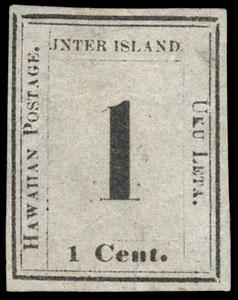 INTER ISLAND
HAWAIIAN POSTAGE.
1
UKU LETA.
1 Cent.